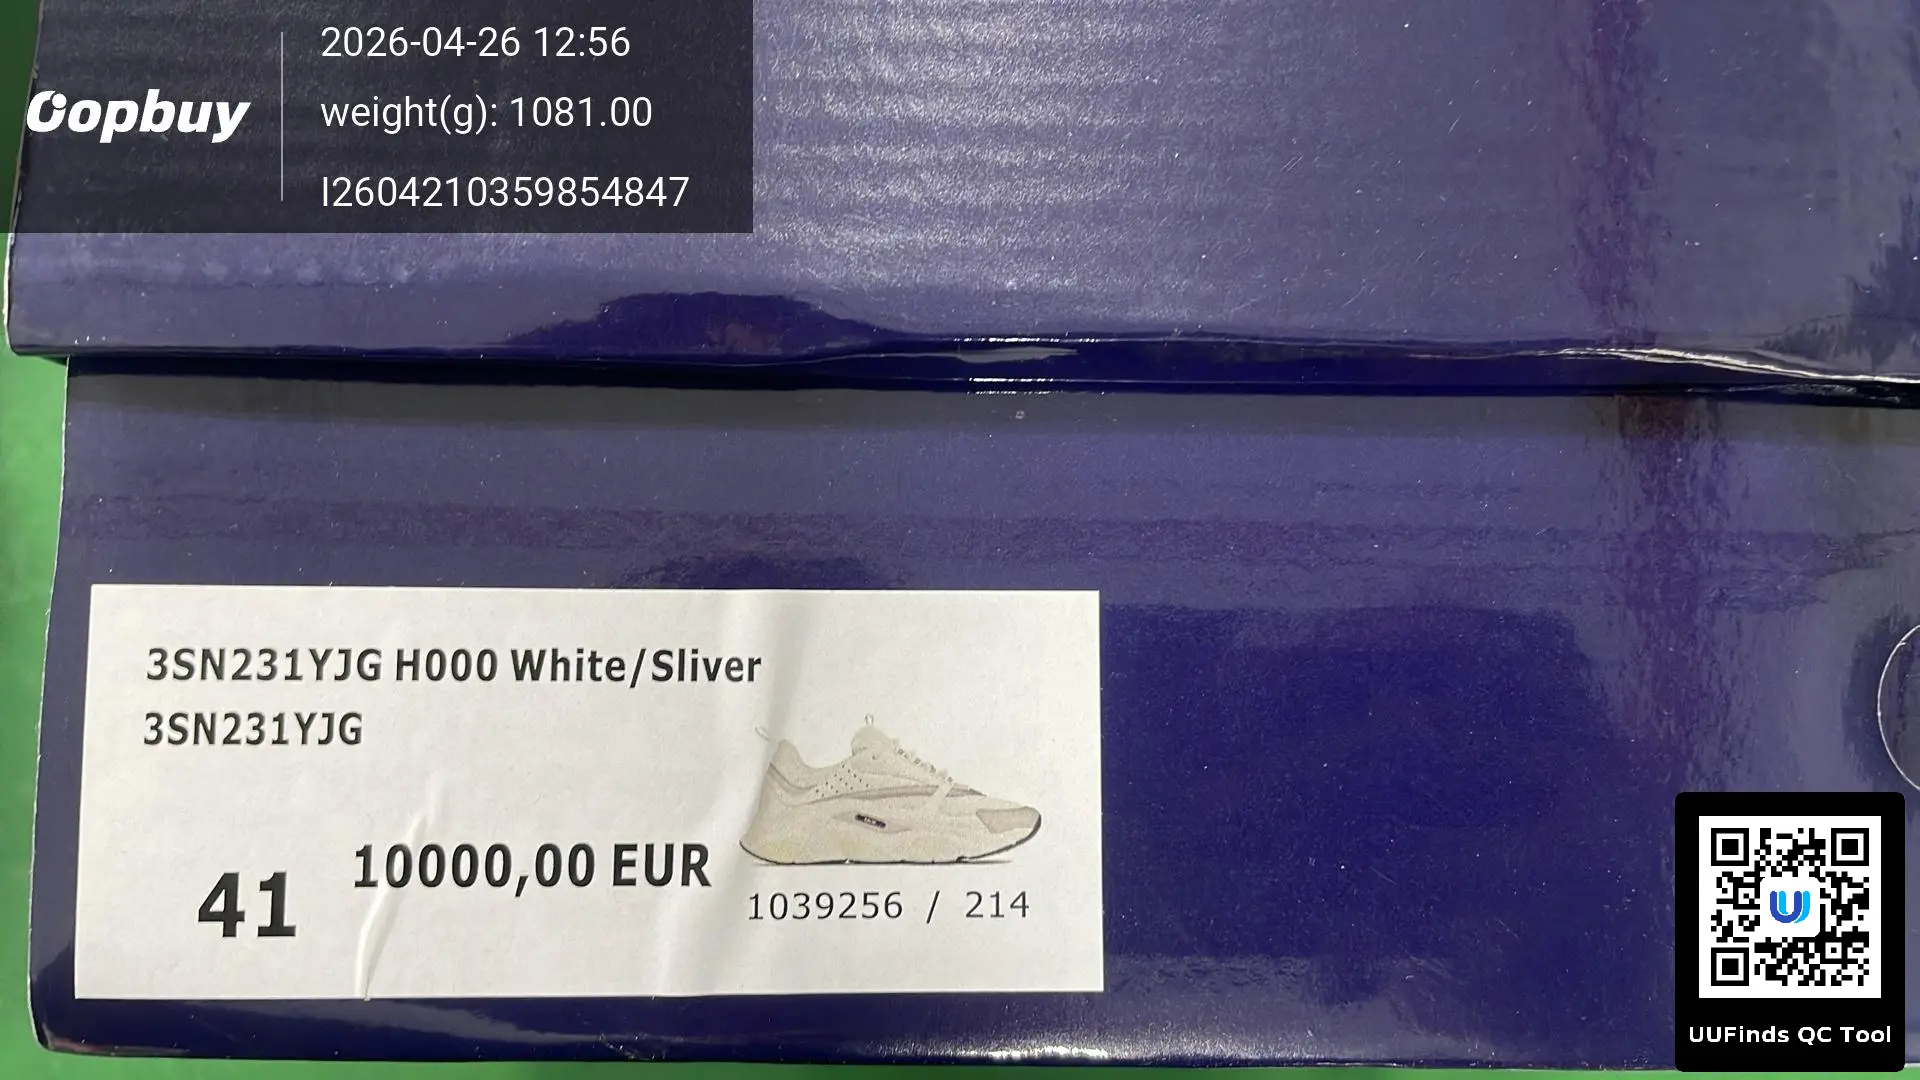 2026-04-26 12:56
oopbuy
weight(g): 1081.00
I2604210359854847
3SN231YJG H000 White/Sliver
3SN231YJG
10000,00 EUR
41
1039256 / 214
UUFinds QC Tool